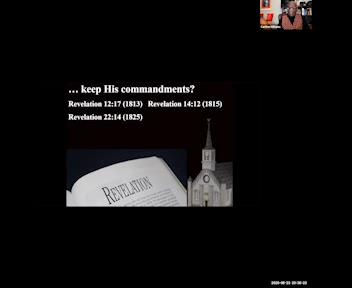 … keep His commandments?
Revelation 12:17 (1813) Revelation 14:12 (1815)
Revelation 22:14 (1825)
REVELATION